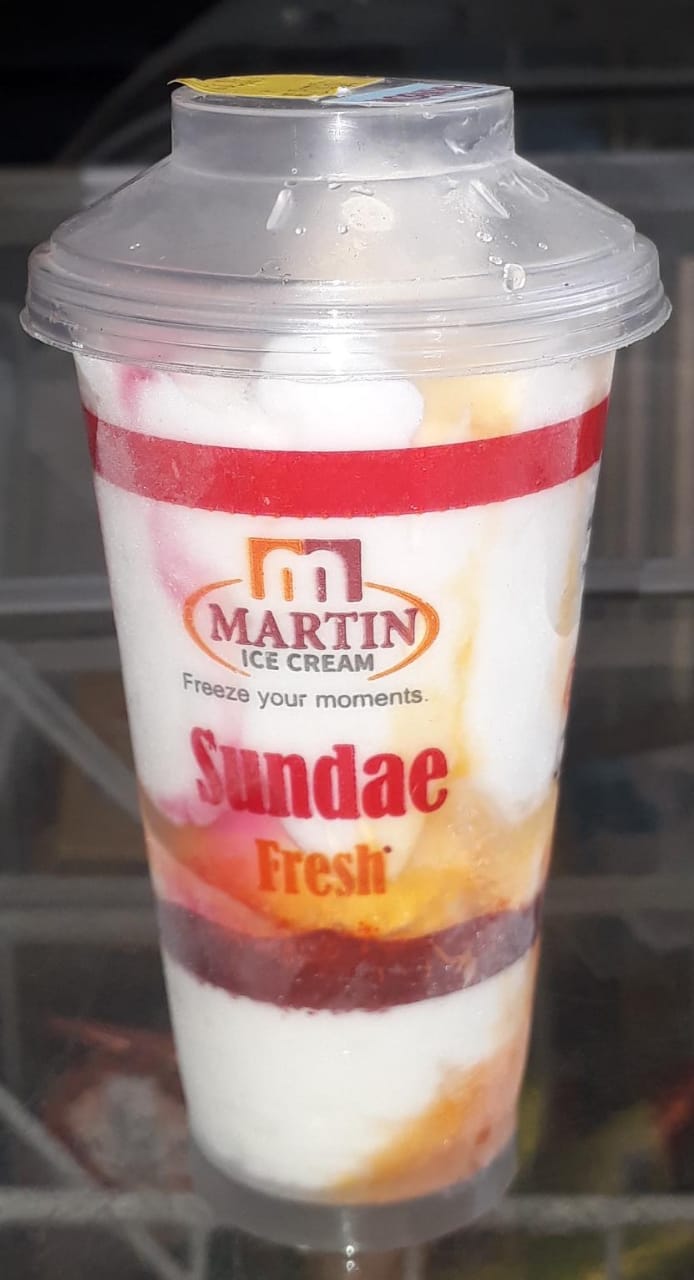 m
MARTIN
ICE CREAM
Freeze your moments.
Sundae
Fresh